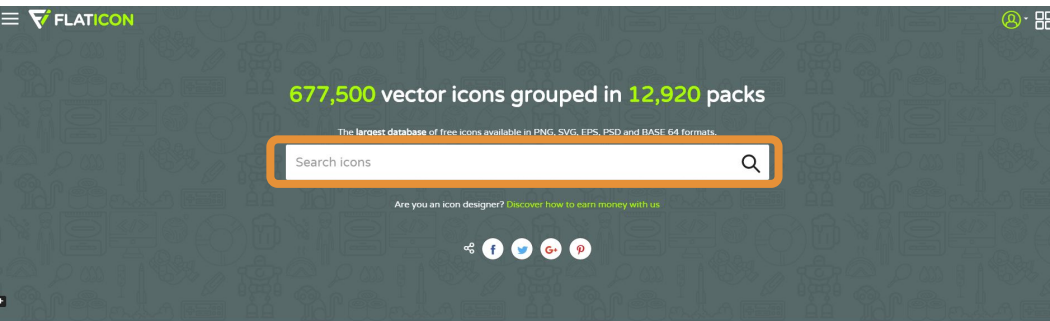 FLATICON
677,500 vector icons grouped in 12,920 packs
The largest database of free icons available in PNG, SVG, EPS, PSD and BASE 64 formats.
Search icons
Are you an icon designer? Discover how to earn money with us
f G+